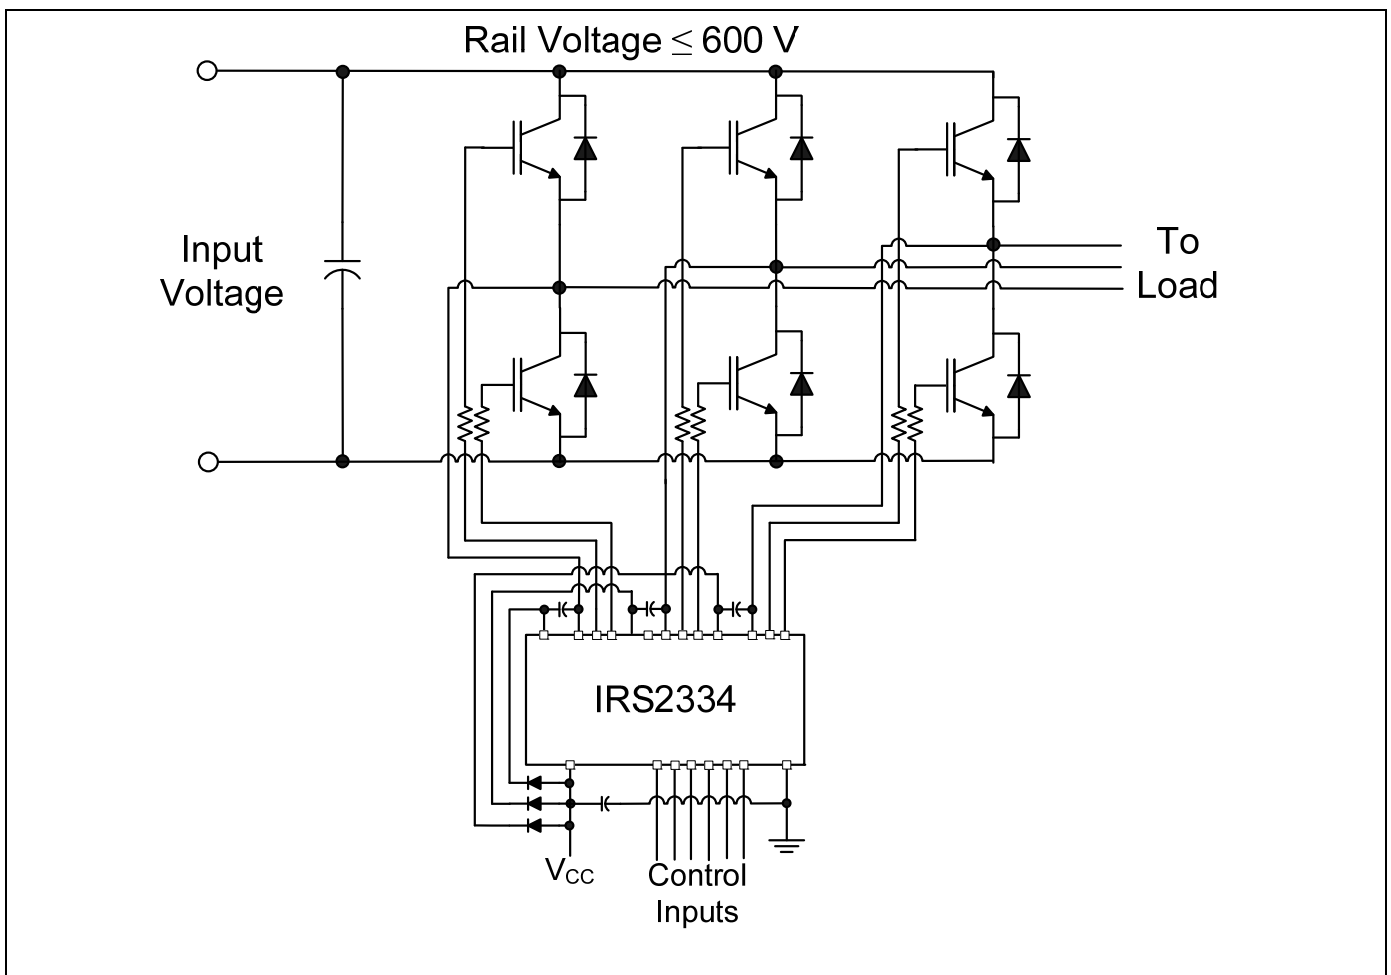 Rail Voltage ≤ 600 V
Input
Voltage
To
Load
IRS2334
VCC
Control
Inputs